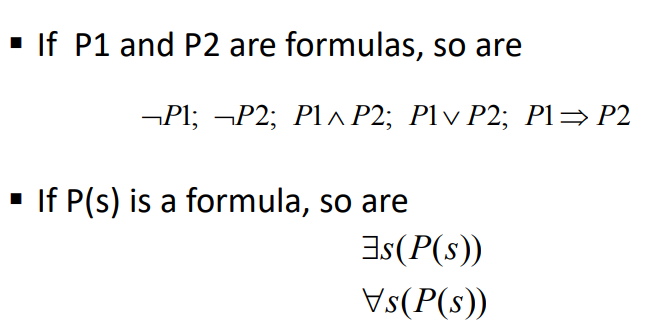 ▪ If P1 and P2 are formulas, so are
¬P1; ¬P2; P1∧P2; P1∨P2; P1⇒P2
▪ If P(s) is a formula, so are
∃s(P(s))
∀s(P(s))